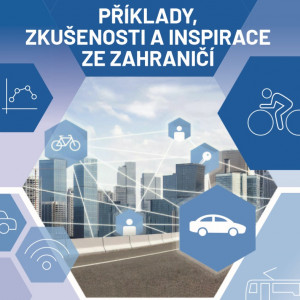 PŘÍKLADY,
ZKUŠENOSTI A INSPIRACE
ZE ZAHRANIČÍ